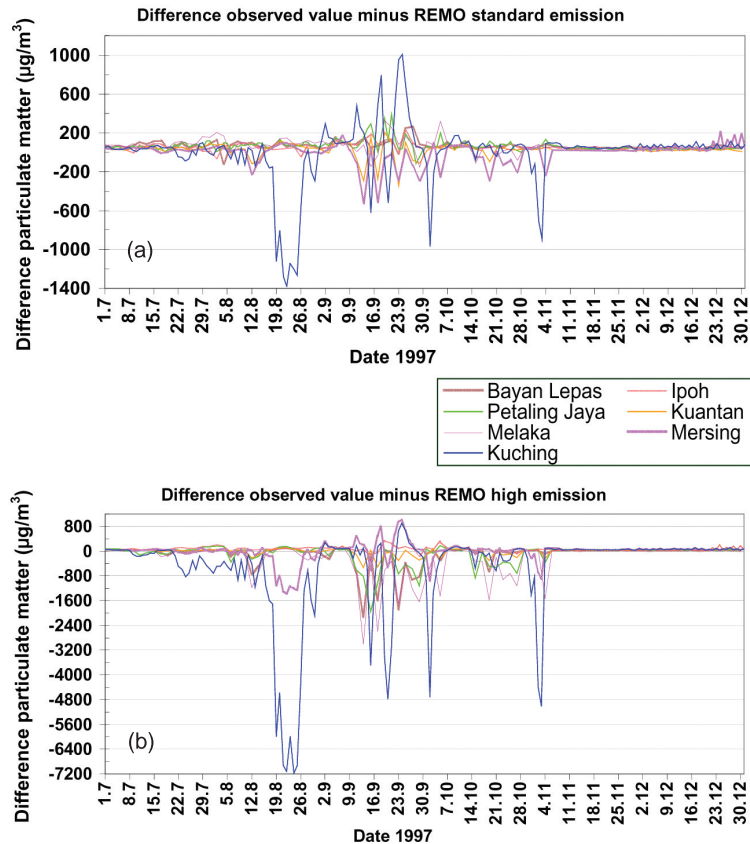 Difference observed value minus REMO standard emission
Difference particulate matter (µg/m³)
1000
600
200
-200
-600
-1000
-1400
(a)
1.7 8.7 15.7 22.7 29.7 5.8 12.8 19.8 26.8 2.9 9.9 16.9 23.9 30.9 7.10 14.10 21.10 28.10 4.11 11.11 18.11 25.11 2.12 9.12 16.12 23.12 30.12
Date 1997
Bayan Lepas Ipoh
Petaling Jaya Kuantan
Melaka Mersing
Kuching
Difference observed value minus REMO high emission
Difference particulate matter (µg/m³)
800
0
-800
-1600
-2400
-3200
-4000
-4800
-5600
-6400
-7200
(b)
1.7 8.7 15.7 22.7 29.7 5.8 12.8 19.8 26.8 2.9 9.9 16.9 23.9 30.9 7.10 14.10 21.10 28.10 4.11 11.11 18.11 25.11 2.12 9.12 16.12 23.12 30.12
Date 1997